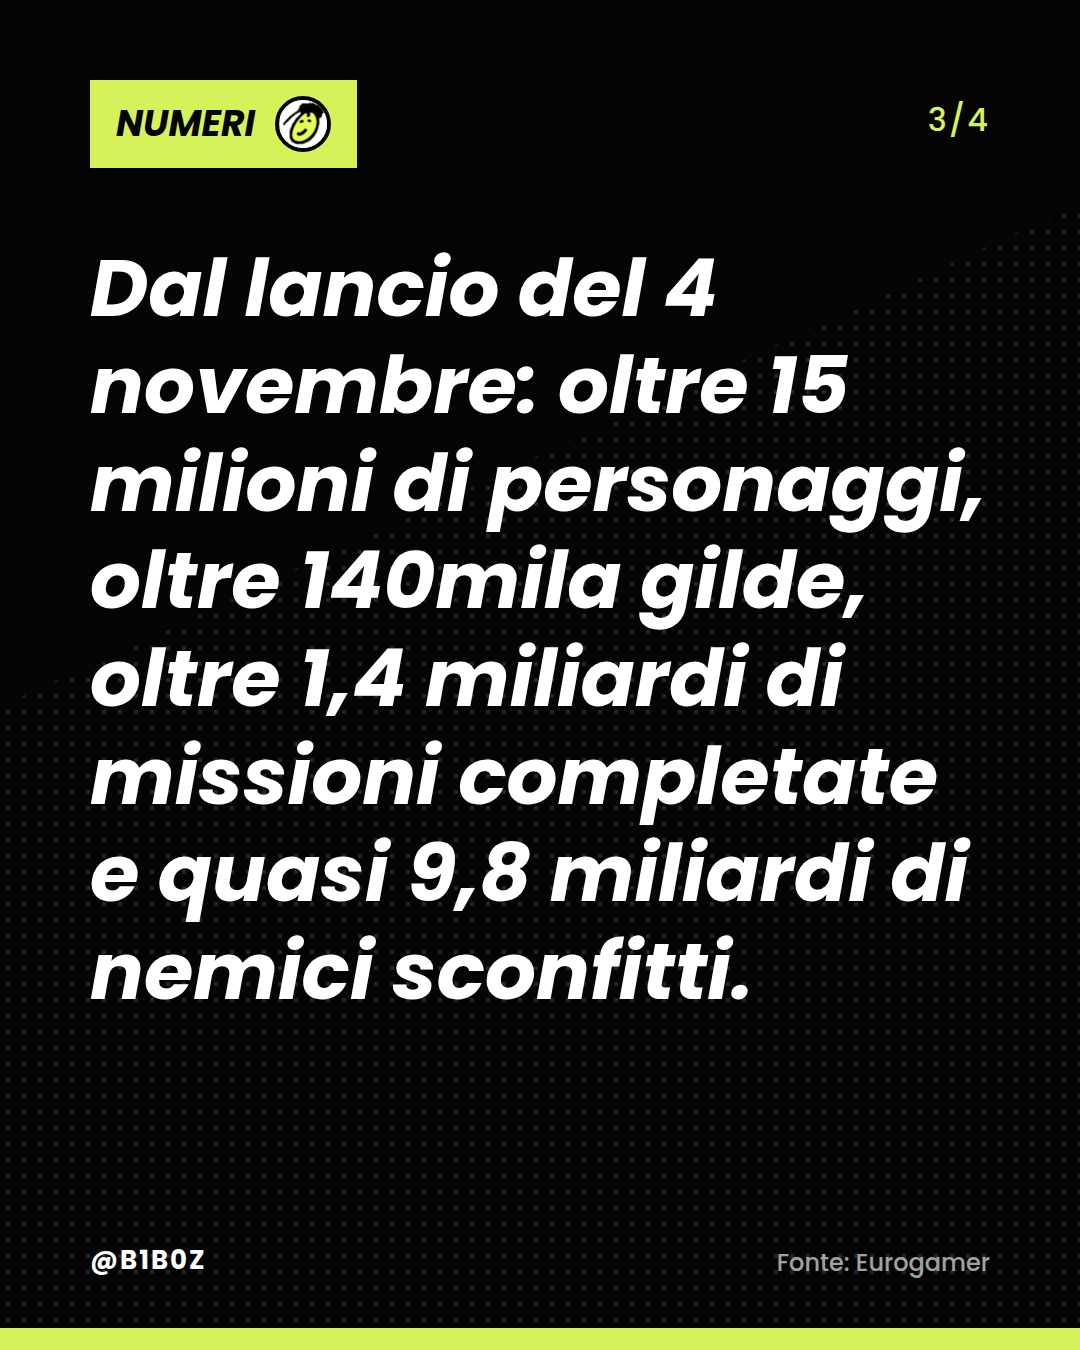 NUMERI
3/4
Dal lancio del 4
novembre: oltre 15
milioni di personaggi,
oltre 140mila gilde,
oltre 1,4 miliardi di
missioni completate
e quasi 9,8 miliardi di
nemici sconfitti.
@B1B0Z
Fonte: Eurogamer